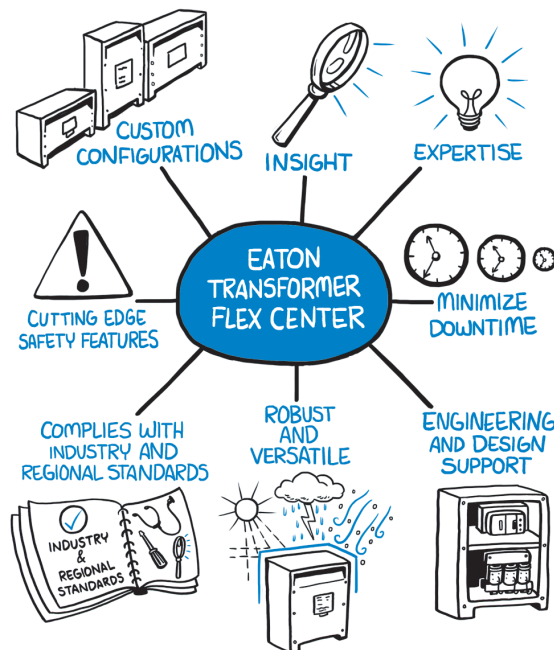 CUSTOM
CONFIGURATIONS
INSIGHT
EXPERTISE
EATON
TRANSFORMER
FLEX CENTER
CUTTING EDGE
SAFETY FEATURES
MINIMIZE
DOWNTIME
COMPLIES WITH
INDUSTRY AND
REGIONAL STANDARDS
ROBUST
AND
VERSATILE
ENGINEERING
AND DESIGN
SUPPORT
INDUSTRY
&
REGIONAL
STANDARDS